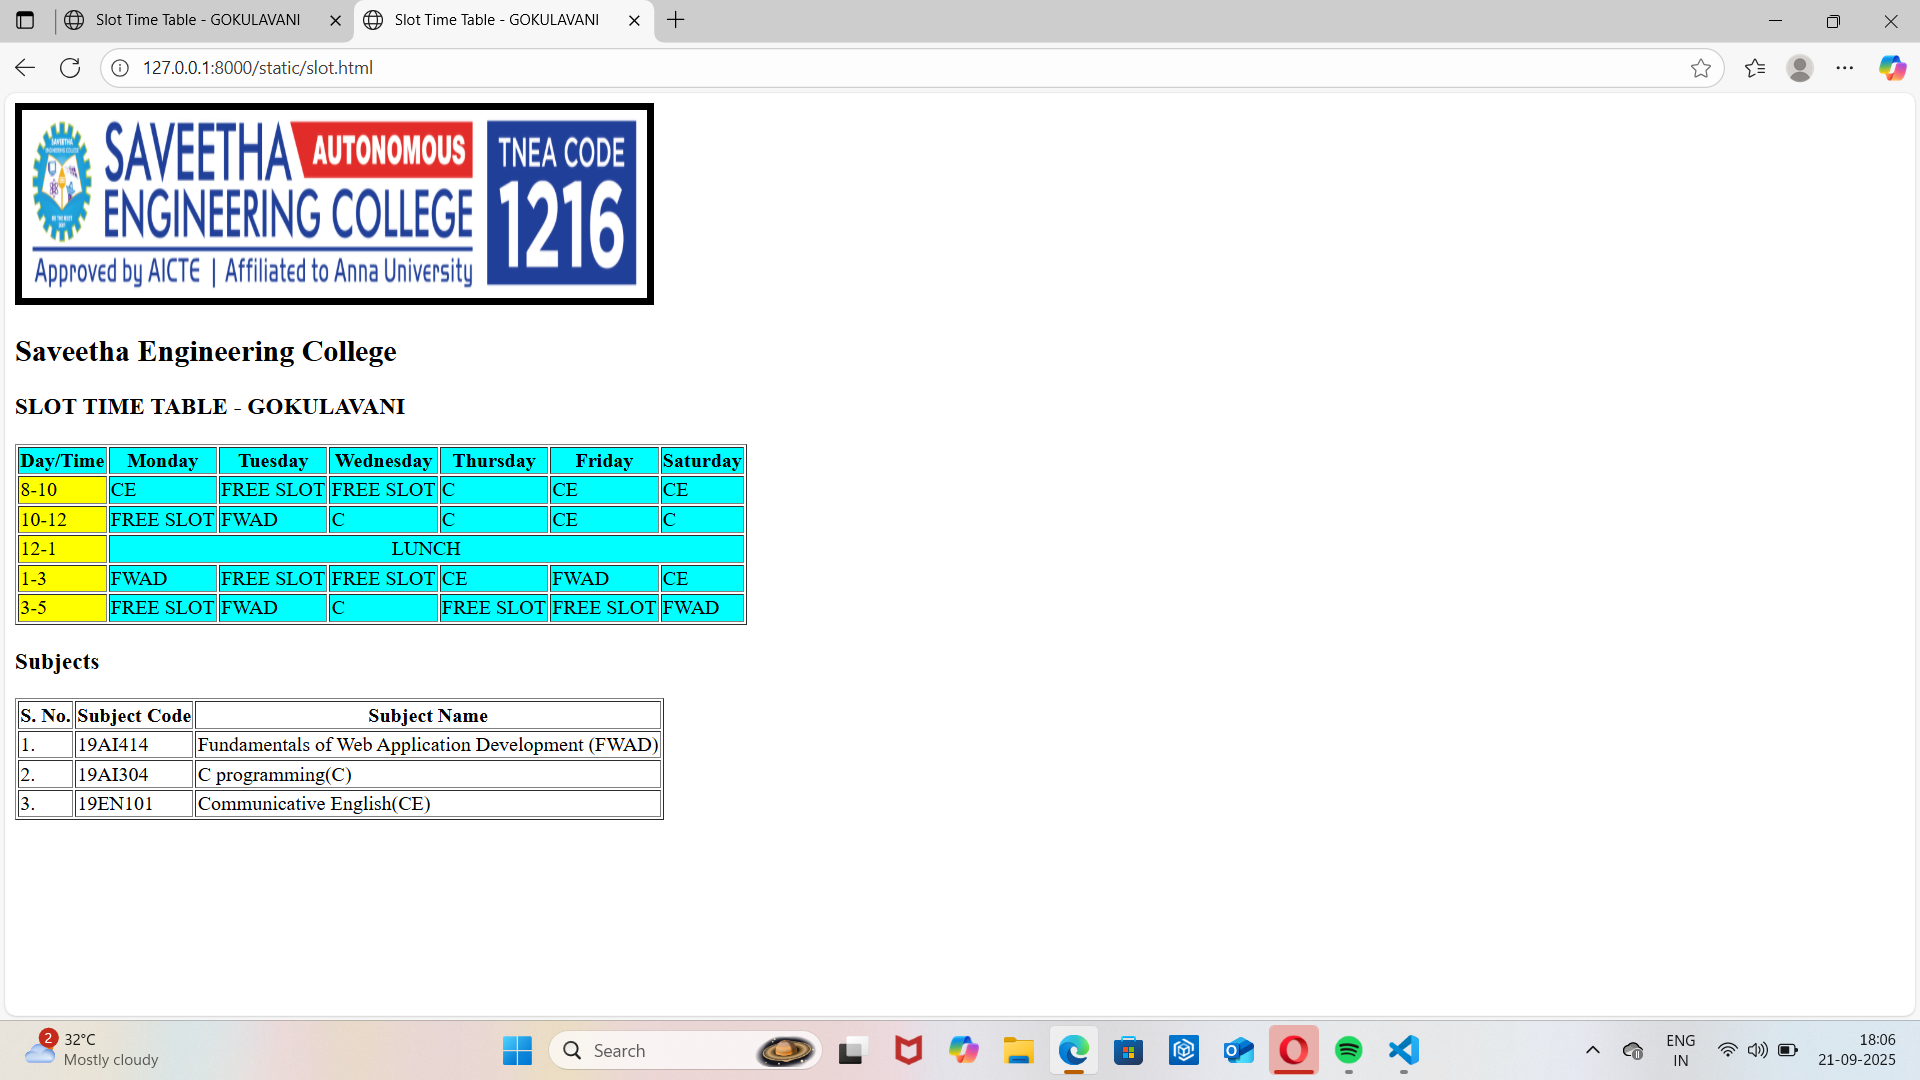 Slot Time Table - GOKULAVANI
Slot Time Table - GOKULAVANI
127.0.0.1:8000/static/slot.html
SAVEETHA AUTONOMOUS
ENGINEERING COLLEGE
Approved by AICTE | Affiliated to Anna University
TNEA CODE
1216
Saveetha Engineering College
SLOT TIME TABLE - GOKULAVANI
Day/Time Monday Tuesday Wednesday Thursday Friday Saturday
8-10 CE FREE SLOT FREE SLOT C CE CE
10-12 FREE SLOT FWAD C C CE C
12-1 LUNCH
1-3 FWAD FREE SLOT FREE SLOT CE FWAD CE
3-5 FREE SLOT FWAD C FREE SLOT FREE SLOT FWAD
Subjects
S. No. Subject Code Subject Name
1. 19AI414 Fundamentals of Web Application Development (FWAD)
2. 19AI304 C programming(C)
3. 19EN101 Communicative English(CE)
2
32°C
Mostly cloudy
Search
ENG
IN
18:06
21-09-2025